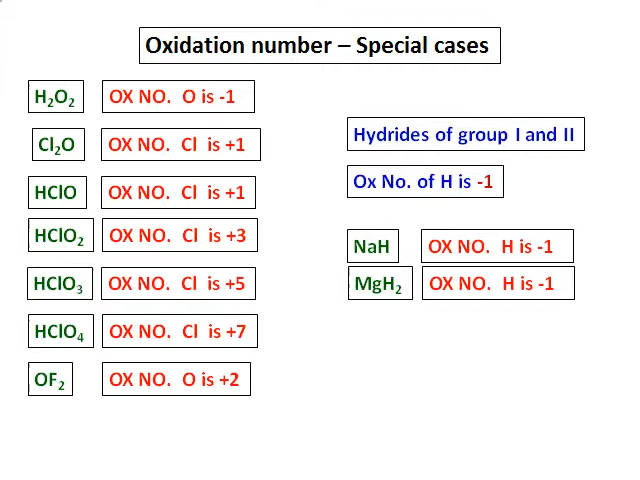 Oxidation number – Special cases
H₂O₂ OX NO. O is -1
Cl₂O OX NO. Cl is +1
HClO OX NO. Cl is +1
HClO₂ OX NO. Cl is +3
HClO₃ OX NO. Cl is +5
HClO₄ OX NO. Cl is +7
OF₂ OX NO. O is +2
Hydrides of group I and II
Ox No. of H is -1
NaH OX NO. H is -1
MgH₂ OX NO. H is -1